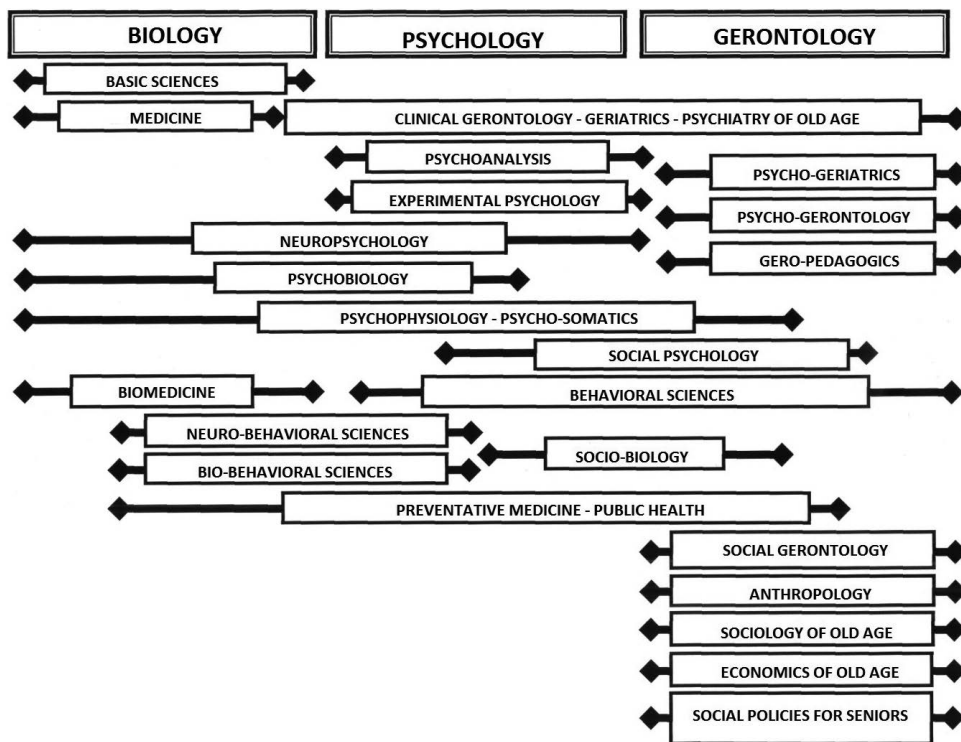 BIOLOGY
PSYCHOLOGY
GERONTOLOGY
BASIC SCIENCES
MEDICINE
CLINICAL GERONTOLOGY - GERIATRICS - PSYCHIATRY OF OLD AGE
PSYCHOANALYSIS
PSYCHO-GERIATRICS
EXPERIMENTAL PSYCHOLOGY
PSYCHO-GERONTOLOGY
NEUROPSYCHOLOGY
GERO-PEDAGOGICS
PSYCHOBIOLOGY
PSYCHOPHYSIOLOGY - PSYCHO-SOMATICS
SOCIAL PSYCHOLOGY
BIOMEDICINE
BEHAVIORAL SCIENCES
NEURO-BEHAVIORAL SCIENCES
SOCIO-BIOLOGY
BIO-BEHAVIORAL SCIENCES
PREVENTATIVE MEDICINE - PUBLIC HEALTH
SOCIAL GERONTOLOGY
ANTHROPOLOGY
SOCIOLOGY OF OLD AGE
ECONOMICS OF OLD AGE
SOCIAL POLICIES FOR SENIORS